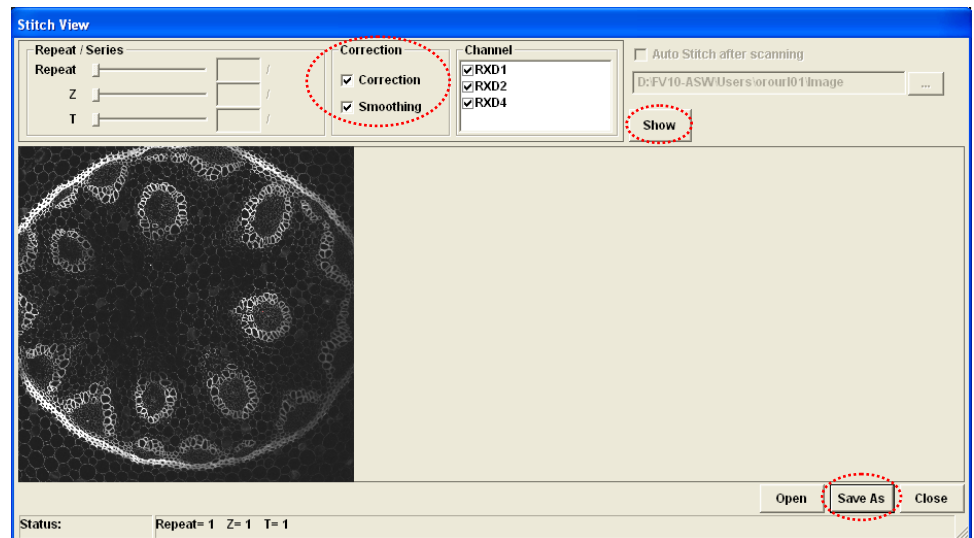 Stitch View
Repeat / Series
Repeat /
Z /
T /
Correction
Correction
Smoothing
Channel
RXD1
RXD2
RXD4
Auto Stitch after scanning
D:\FV10-ASW\Users\rourl01\Image
...
Show
Open Save As Close
Status: Repeat= 1 Z= 1 T= 1